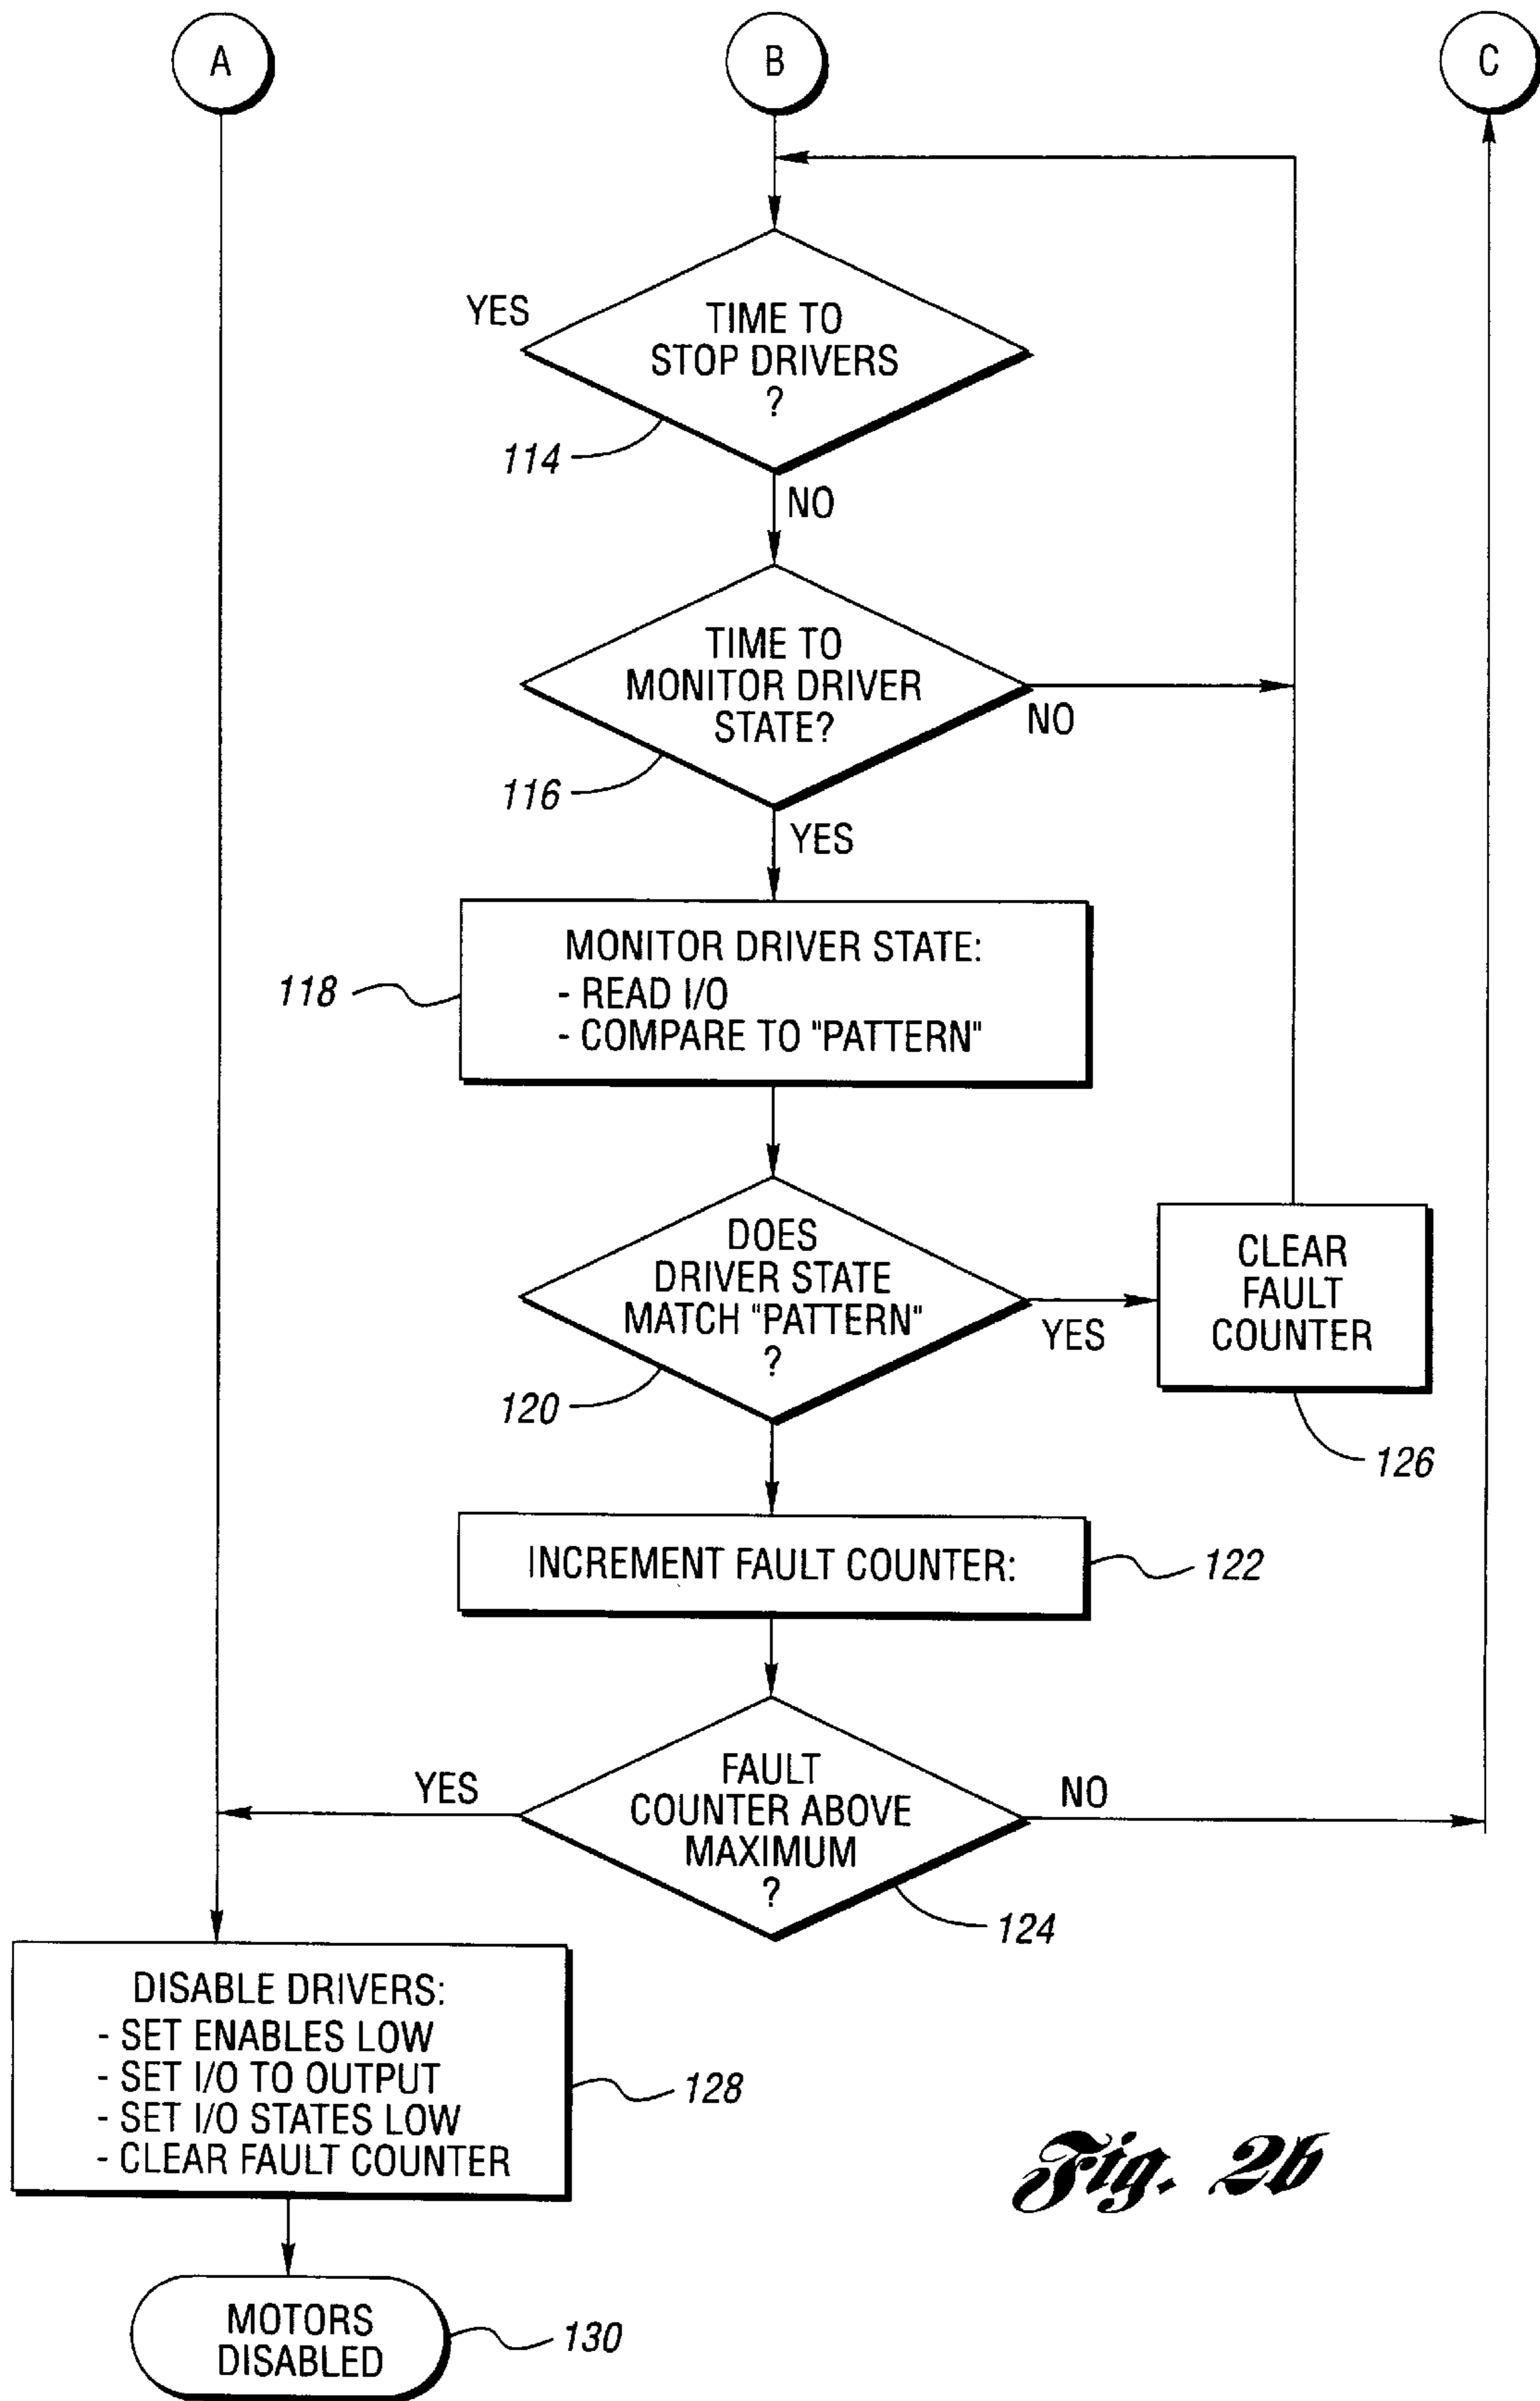 A
B
C
YES
TIME TO
STOP DRIVERS
?
114
NO
TIME TO
MONITOR DRIVER
STATE?
NO
116
YES
MONITOR DRIVER STATE:
- READ I/O
- COMPARE TO "PATTERN"
118
DOES
DRIVER STATE
MATCH "PATTERN"
?
YES
120
CLEAR
FAULT
COUNTER
126
INCREMENT FAULT COUNTER:
122
YES
FAULT
COUNTER ABOVE
MAXIMUM
?
NO
124
DISABLE DRIVERS:
- SET ENABLES LOW
- SET I/O TO OUTPUT
- SET I/O STATES LOW
- CLEAR FAULT COUNTER
128
MOTORS
DISABLED
130
Fig. 2b